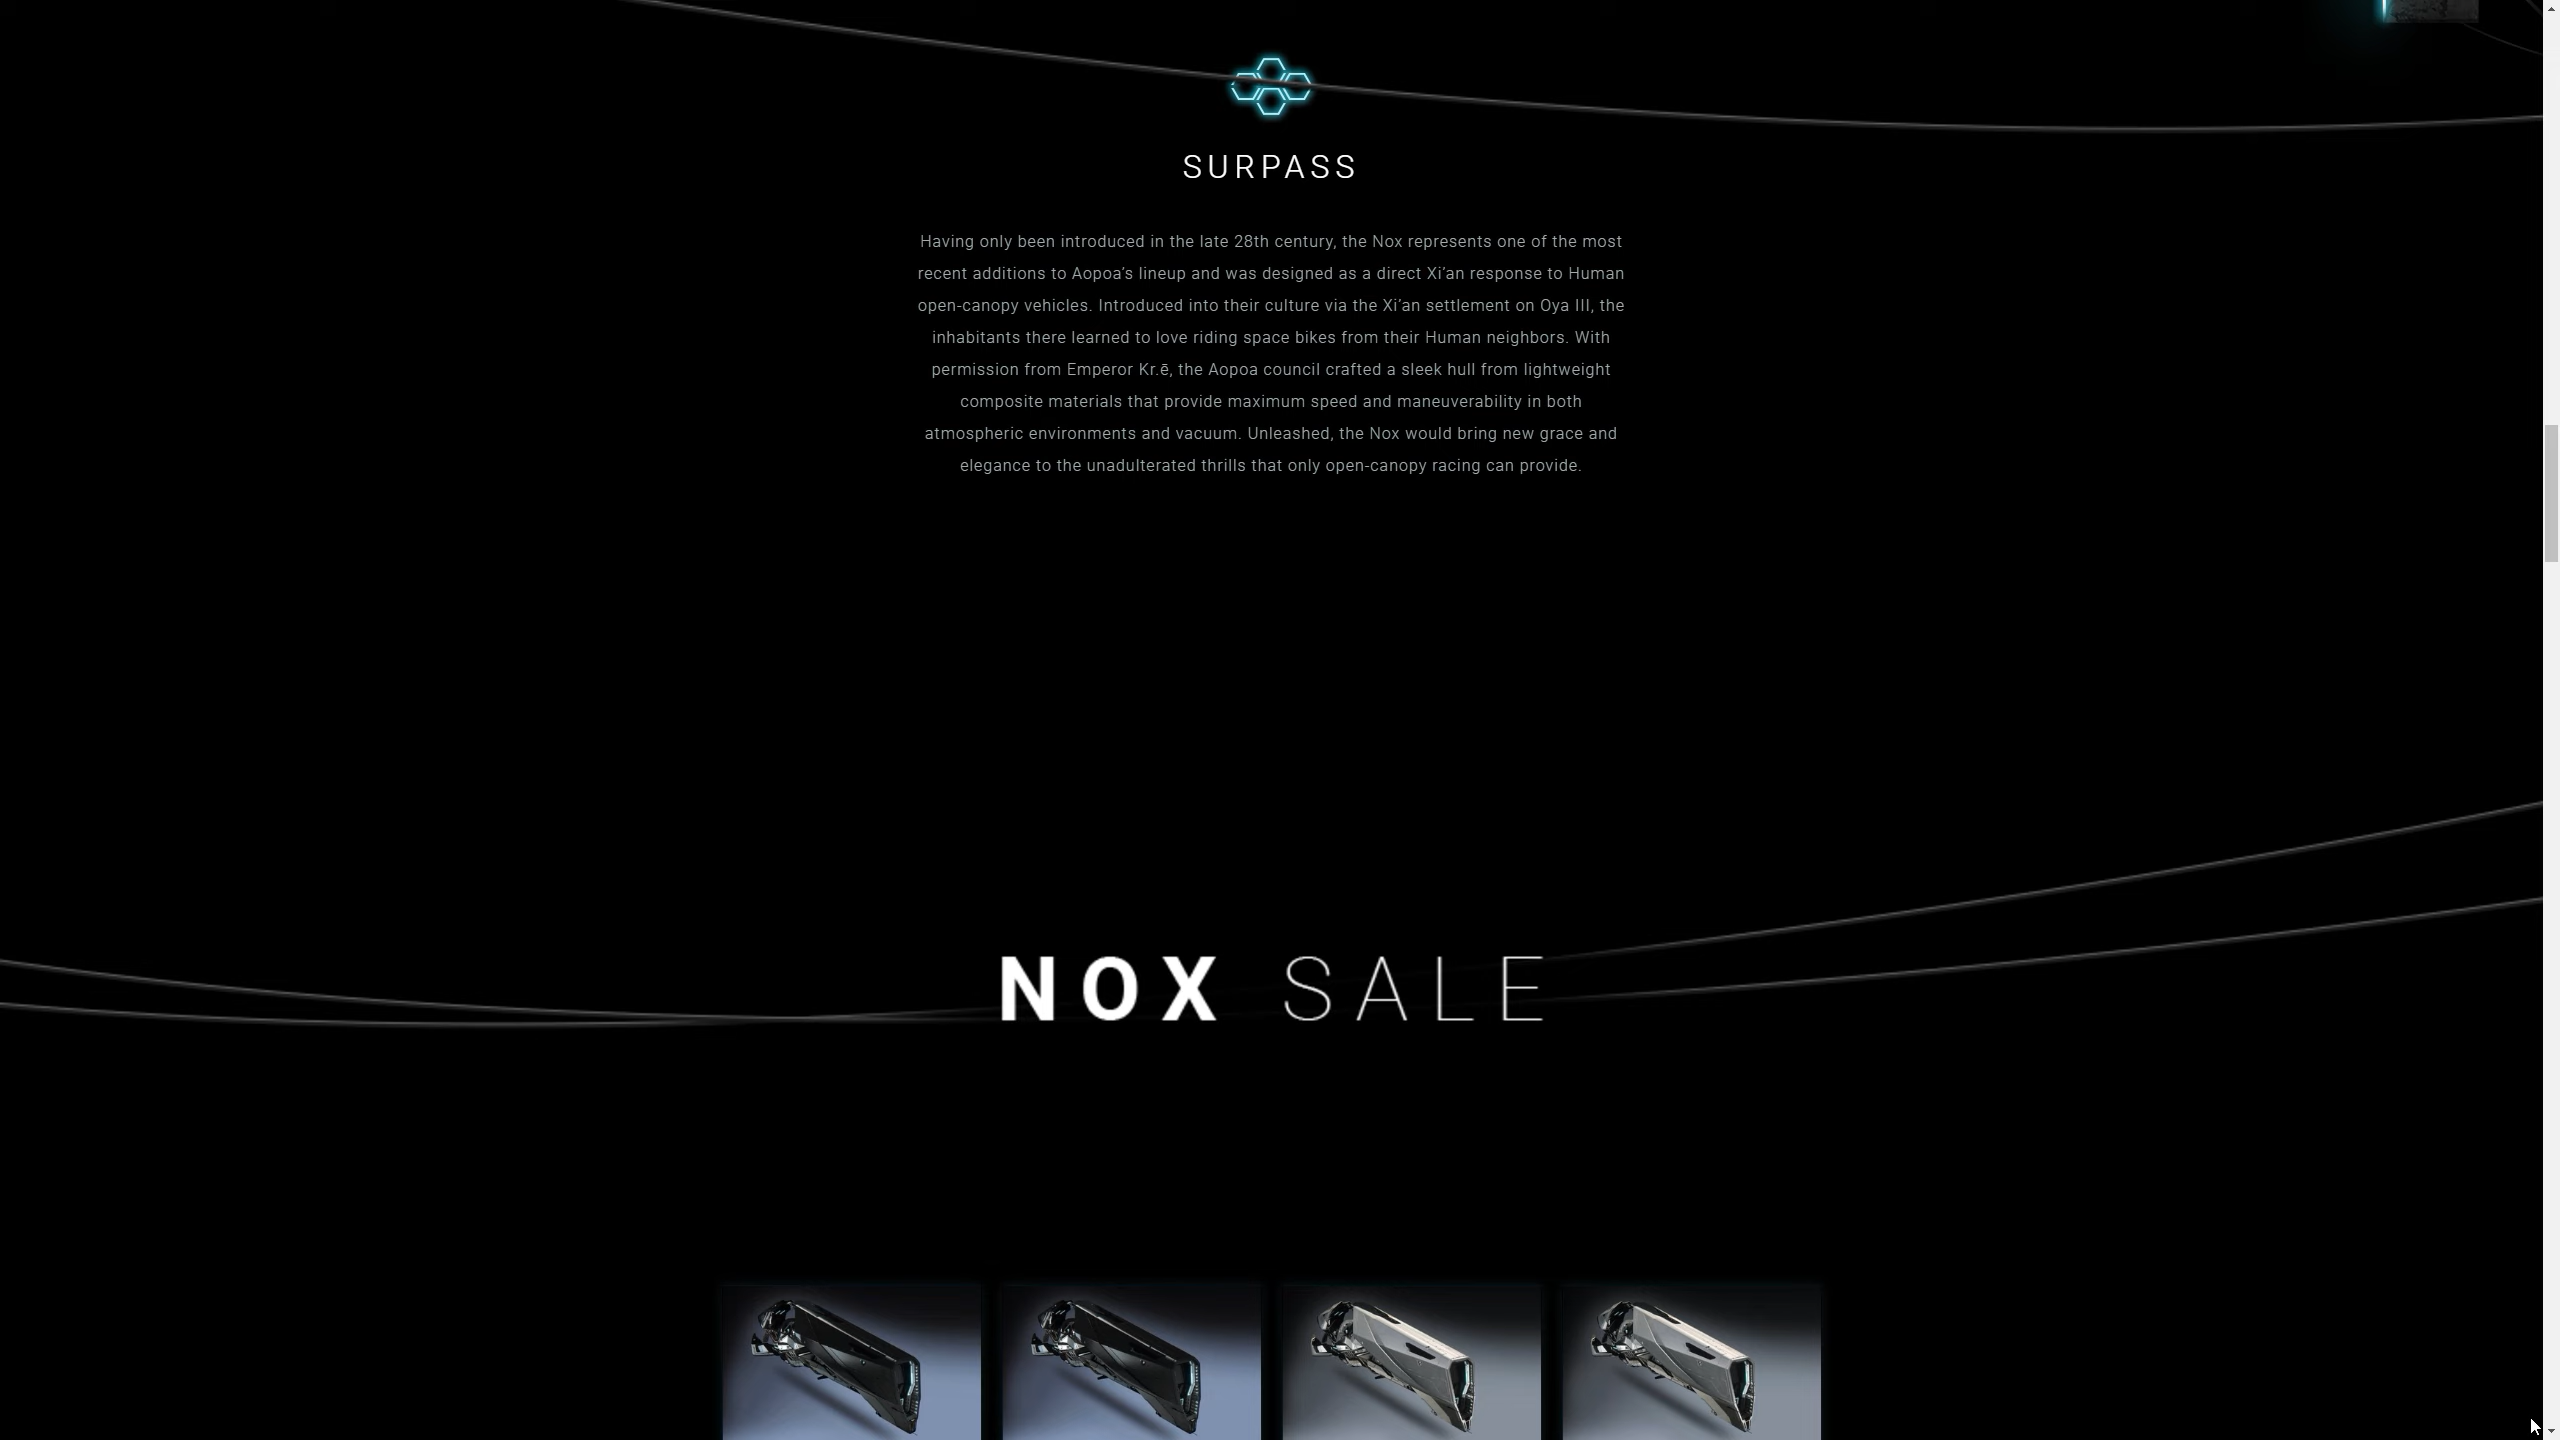 SURPASS
Having only been introduced in the late 28th century, the Nox represents one of the most
recent additions to Aopoa‘s lineup and was designed as a direct Xi’an response to Human
open-canopy vehicles. Introduced into their culture via the Xi’an settlement on Oya III, the
inhabitants there learned to love riding space bikes from their Human neighbors. With
permission from Emperor Kr.ē, the Aopoa council crafted a sleek hull from lightweight
composite materials that provide maximum speed and maneuverability in both
atmospheric environments and vacuum. Unleashed, the Nox would bring new grace and
elegance to the unadulterated thrills that only open-canopy racing can provide.
NOX SALE